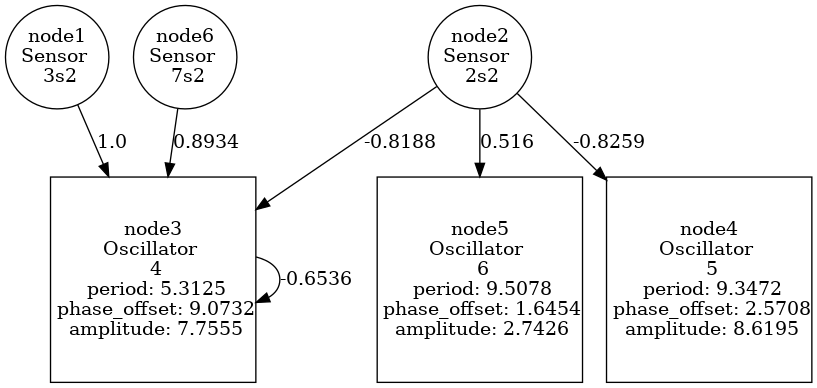 node1
Sensor
3s2
node6
Sensor
7s2
node2
Sensor
2s2
1.0
0.8934
-0.8188
0.516
-0.8259
node3
Oscillator
4
period: 5.3125
phase_offset: 9.0732
amplitude: 7.7555
-0.6536
node5
Oscillator
6
period: 9.5078
phase_offset: 1.6454
amplitude: 2.7426
node4
Oscillator
5
period: 9.3472
phase_offset: 2.5708
amplitude: 8.6195